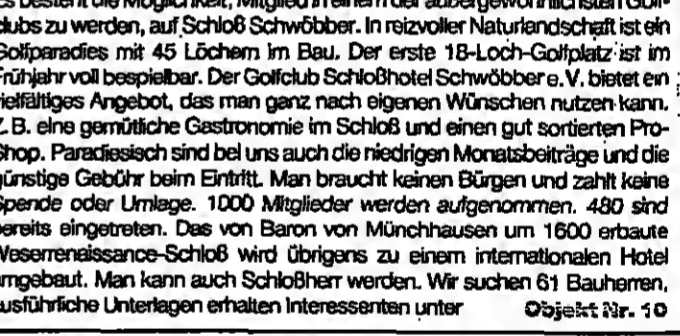 es besteht die Möglichkeit, Mitglied in einem der außergewöhnlichsten Golf-
clubs zu werden, auf Schloß Schwöbber. In reizvoller Naturlandschaft ist ein
Golfparadies mit 45 Löchern im Bau. Der erste 18-Loch-Golfplatz ist im
Frühjahr voll bespielbar. Der Golfclub Schloßhotel Schwöbber e.V. bietet ein
vielfältiges Angebot, das man ganz nach eigenen Wünschen nutzen kann.
Z.B. eine gemütliche Gastronomie im Schloß und einen gut sortierten Pro-
Shop. Paradiesisch sind bei uns auch die niedrigen Monatsbeiträge und die
günstige Gebühr beim Eintritt. Man braucht keinen Bürgen und zahlt keine
Spende oder Umlage. 1000 Mitglieder werden aufgenommen. 480 sind
bereits eingetreten. Das von Baron von Münchhausen um 1600 erbaute
Weserrenaissance-Schloß wird übrigens zu einem internationalen Hotel
umgebaut. Man kann auch Schloßherr werden. Wir suchen 61 Bauherren,
ausführliche Unterlagen erhalten Interessenten unter Objekt Nr. 10